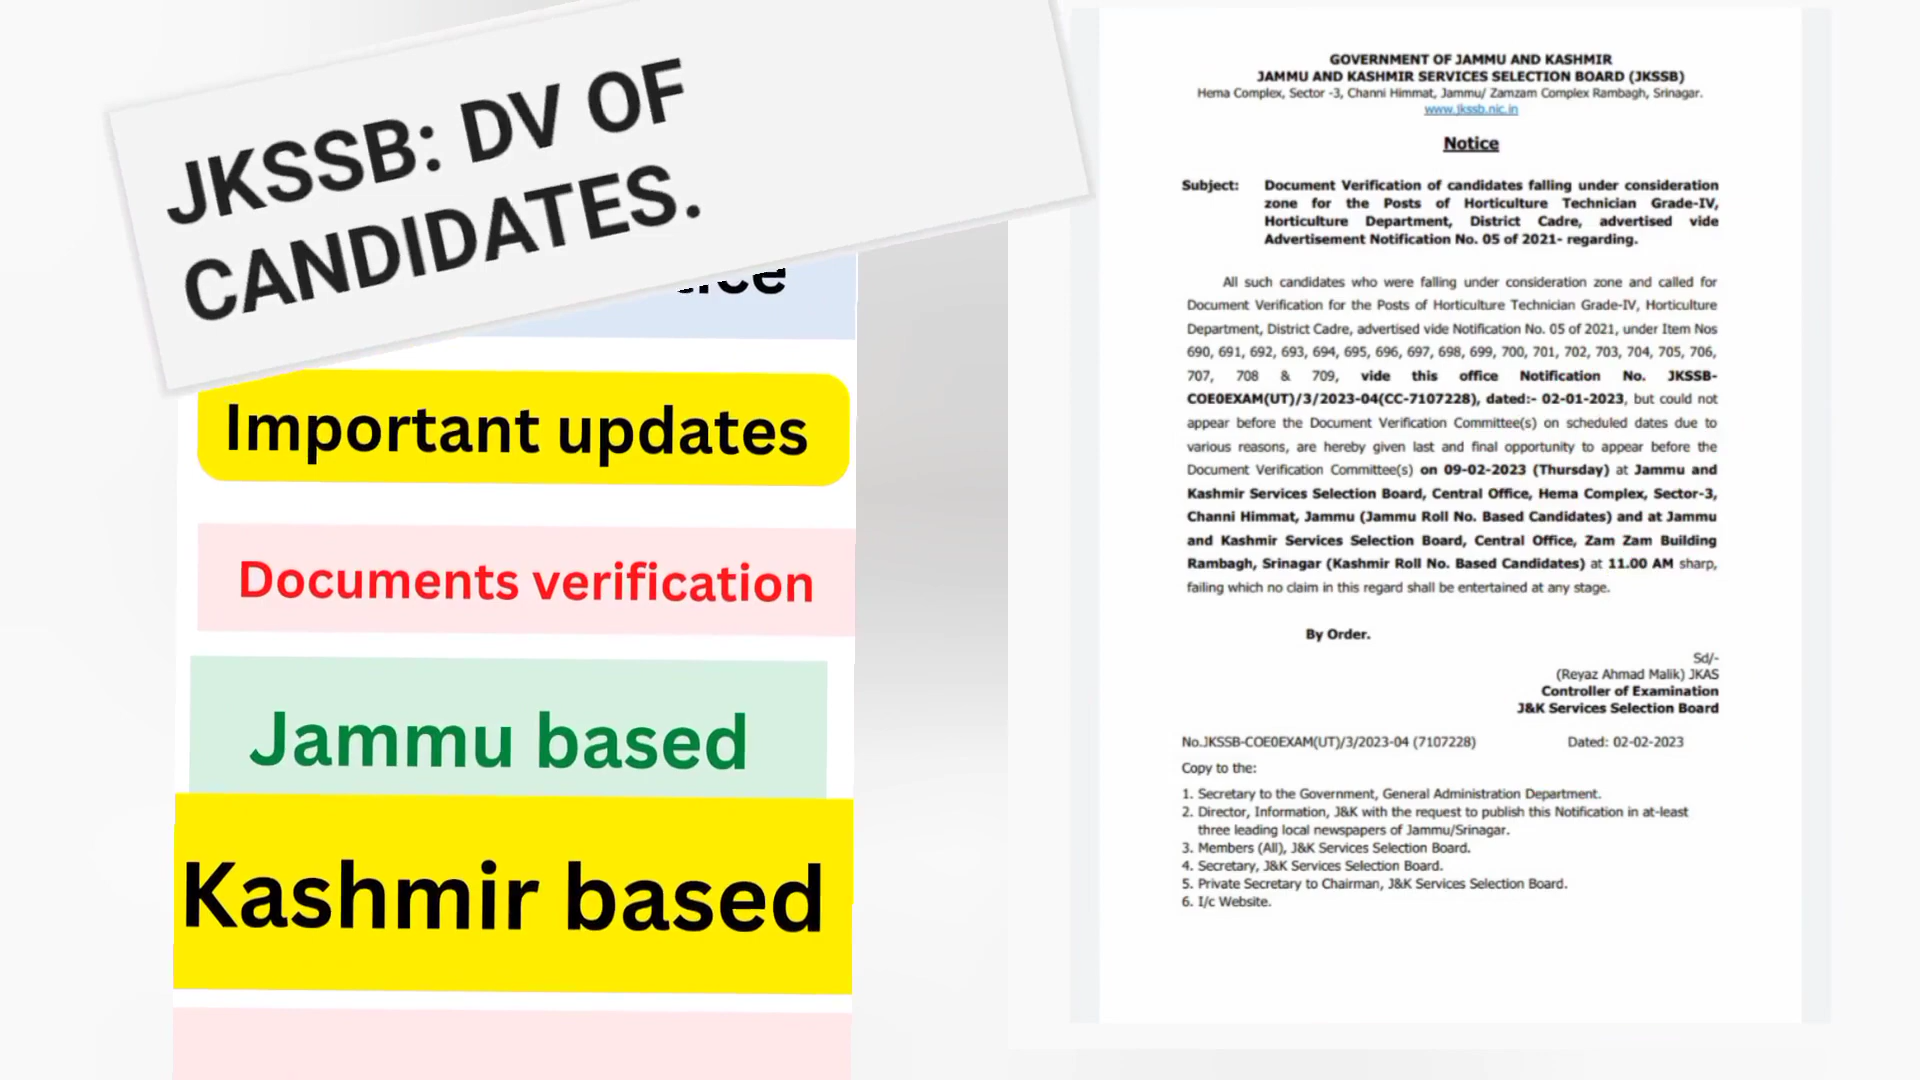 JKSSB: DV OF
CANDIDATES.
Important updates
Documents verification
Jammu based
Kashmir based
GOVERNMENT OF JAMMU AND KASHMIR
JAMMU AND KASHMIR SERVICES SELECTION BOARD (JKSSB)
Hema Complex, Sector -3, Channi Himmat, Jammu/ Zamzam Complex Rambagh, Srinagar.
www.jkssb.nic.in
Notice
Subject: Document Verification of candidates falling under consideration
zone for the Posts of Horticulture Technician Grade-IV,
Horticulture Department, District Cadre, advertised vide
Advertisement Notification No. 05 of 2021- regarding.
All such candidates who were falling under consideration zone and called for
Document Verification for the Posts of Horticulture Technician Grade-IV, Horticulture
Department, District Cadre, advertised vide Notification No. 05 of 2021, under Item Nos
690, 691, 692, 693, 694, 695, 696, 697, 698, 699, 700, 701, 702, 703, 704, 705, 706,
707, 708 & 709, vide this office Notification No. JKSSB-
COE0EXAM(UT)/3/2023-04(CC-7107228), dated:- 02-01-2023, but could not
appear before the Document Verification Committee(s) on scheduled dates due to
various reasons, are hereby given last and final opportunity to appear before the
Document Verification Committee(s) on 09-02-2023 (Thursday) at Jammu and
Kashmir Services Selection Board, Central Office, Hema Complex, Sector-3,
Channi Himmat, Jammu (Jammu Roll No. Based Candidates) and at Jammu
and Kashmir Services Selection Board, Central Office, Zam Zam Building
Rambagh, Srinagar (Kashmir Roll No. Based Candidates) at 11.00 AM sharp,
failing which no claim in this regard shall be entertained at any stage.
By Order.
Sd/-
(Reyaz Ahmad Malik) JKAS
Controller of Examination
J&K Services Selection Board
No.JKSSB-COE0EXAM(UT)/3/2023-04 (7107228) Dated: 02-02-2023
Copy to the:
1. Secretary to the Government, General Administration Department.
2. Director, Information, J&K with the request to publish this Notification in at-least
three leading local newspapers of Jammu/Srinagar.
3. Members (All), J&K Services Selection Board.
4. Secretary, J&K Services Selection Board.
5. Private Secretary to Chairman, J&K Services Selection Board.
6. I/c Website.